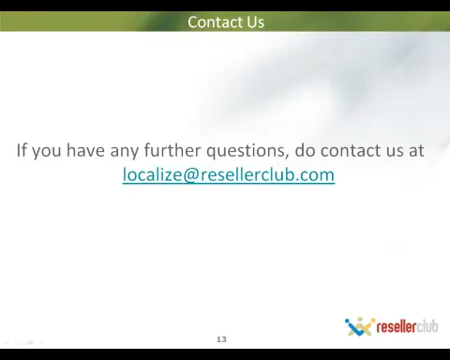 Contact Us
If you have any further questions, do contact us at
localize@resellerclub.com
resellerclub
13